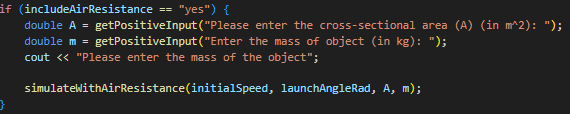 if (includeAirResistance == "yes") {
double A = getPositiveInput("Please enter the cross-sectional area (A) (in m^2): ");
double m = getPositiveInput("Enter the mass of object (in kg): ");
cout << "Please enter the mass of the object";
simulateWithAirResistance(initialSpeed, launchAngleRad, A, m);
}